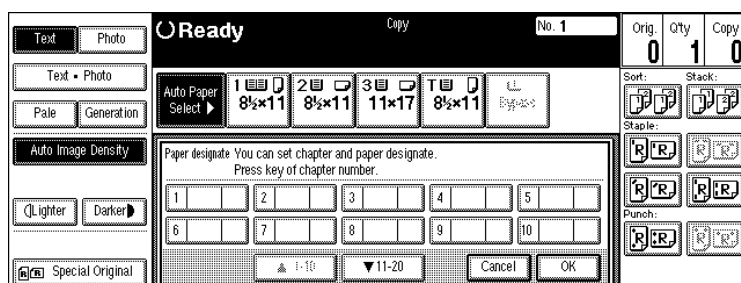 Text Photo
Text • Photo
Pale Generation
Auto Image Density
Lighter Darker
Special Original
Ready
Copy
No. 1
Auto Paper
Select ▶
1 8½×11
2 8½×11
3 11×17
T 8½×11
Bypass
Paper designate You can set chapter and paper designate.
Press key of chapter number.
1 2 3 4 5
6 7 8 9 10
▲ 1-10 ▼11-20 Cancel OK
Orig. Q'ty Copy
0 1 0
Sort: Stack:
Staple:
Punch: